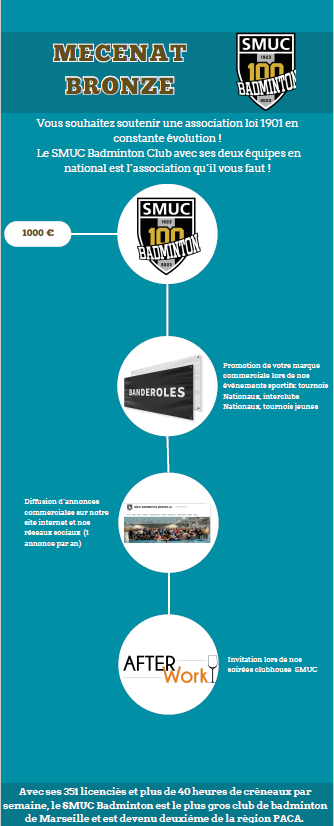 MECENAT
BRONZE
SMUC
1923
100
BADMINTON
2023
Vous souhaitez soutenir une association loi 1901 en
constante évolution !
Le SMUC Badminton Club avec ses deux équipes en
national est l'association qu'il vous faut !
1000 €
SMUC
1923
100
BADMINTON
2023
BANDEROLES
Promotion de votre marque
commerciale lors de nos
événements sportifs: tournois
Nationaux, interclubs
Nationaux, tournois jeunes
Diffusion d'annonces
commerciales sur notre
site internet et nos
réseaux sociaux (1
annonce par an)
SMUC BADMINTON MARSEILLE
AFTER
Work
Invitation lors de nos
soirées clubhouse SMUC
Avec ses 351 licenciés et plus de 40 heures de créneaux par
semaine, le SMUC Badminton est le plus gros club de badminton
de Marseille et est devenu deuxième de la région PACA.